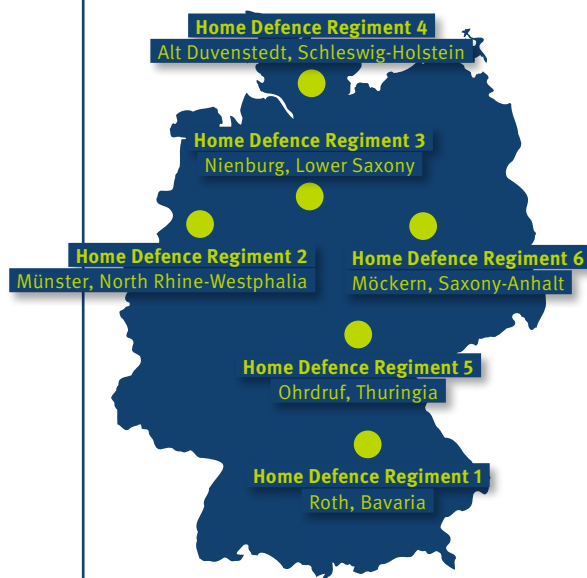 Home Defence Regiment 4
Alt Duvenstedt, Schleswig-Holstein
Home Defence Regiment 3
Nienburg, Lower Saxony
Home Defence Regiment 2
Münster, North Rhine-Westphalia
Home Defence Regiment 6
Möckern, Saxony-Anhalt
Home Defence Regiment 5
Ohrdruf, Thuringia
Home Defence Regiment 1
Roth, Bavaria